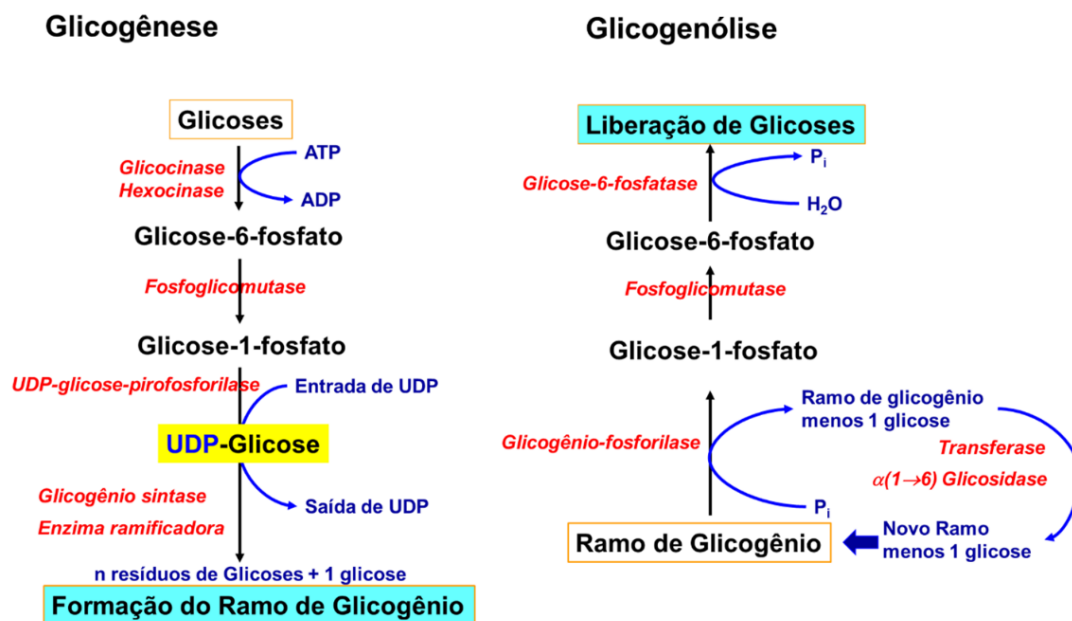 Glicogênese
Glicoses
Glicocinase
Hexocinase
ATP
ADP
Glicose-6-fosfato
Fosfoglicomutase
Glicose-1-fosfato
UDP-glicose-pirofosforilase
Entrada de UDP
UDP-Glicose
Glicogênio sintase
Enzima ramificadora
Saída de UDP
n resíduos de Glicoses + 1 glicose
Formação do Ramo de Glicogênio
Glicogenólise
Liberação de Glicoses
Glicose-6-fosfatase
Pi
H2O
Glicose-6-fosfato
Fosfoglicomutase
Glicose-1-fosfato
Glicogênio-fosforilase
Ramo de glicogênio
menos 1 glicose
Transferase
α(1→6) Glicosidase
Pi
Ramo de Glicogênio
Novo Ramo
menos 1 glicose